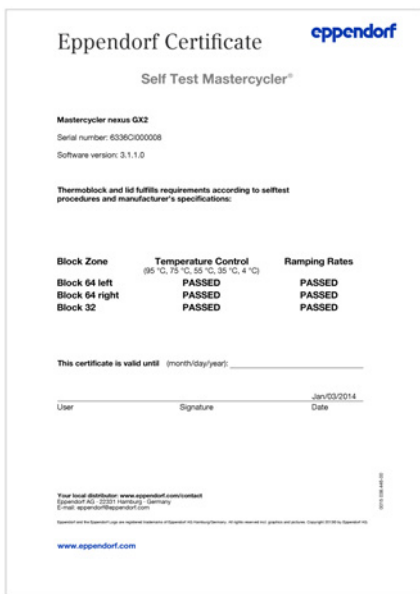 Eppendorf Certificate
eppendorf
Self Test Mastercycler®
Mastercycler nexus GX2
Serial number: 6336CI000008
Software version: 3.1.1.0
Thermoblock and lid fulfills requirements according to selftest
procedures and manufacturer's specifications:
Block Zone Temperature Control Ramping Rates
(95 °C, 75 °C, 55 °C, 35 °C, 4 °C)
Block 64 left PASSED PASSED
Block 64 right PASSED PASSED
Block 32 PASSED PASSED
This certificate is valid until (month/day/year):
Jan/03/2014
User Signature Date
Your local distributor: www.eppendorf.com/contact
Eppendorf AG · 22331 Hamburg · Germany
E-mail: eppendorf@eppendorf.com
www.eppendorf.com